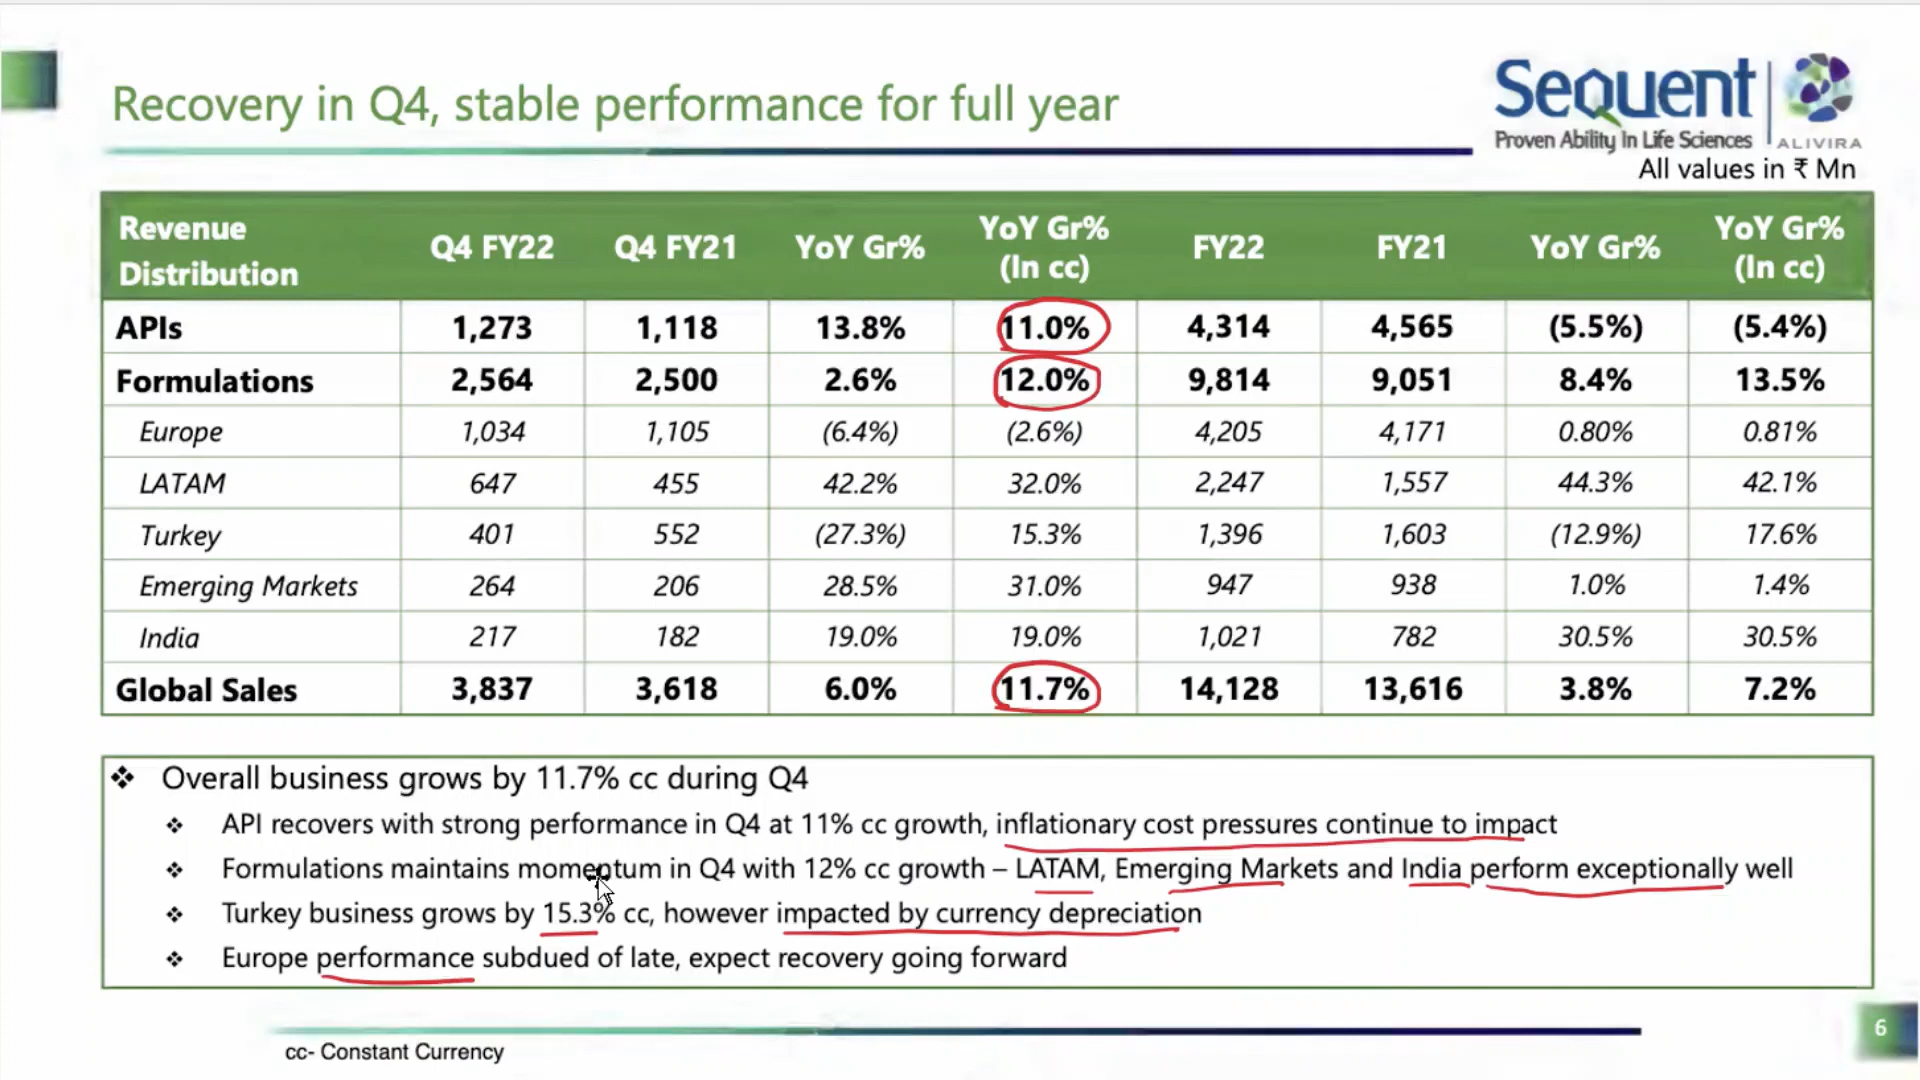 Recovery in Q4, stable performance for full year
Sequent
Proven Ability In Life Sciences
ALIVIRA
All values in ₹ Mn
Revenue Distribution Q4 FY22 Q4 FY21 YoY Gr% YoY Gr% (In cc) FY22 FY21 YoY Gr% YoY Gr% (In cc)
APIs 1,273 1,118 13.8% 11.0% 4,314 4,565 (5.5%) (5.4%)
Formulations 2,564 2,500 2.6% 12.0% 9,814 9,051 8.4% 13.5%
Europe 1,034 1,105 (6.4%) (2.6%) 4,205 4,171 0.80% 0.81%
LATAM 647 455 42.2% 32.0% 2,247 1,557 44.3% 42.1%
Turkey 401 552 (27.3%) 15.3% 1,396 1,603 (12.9%) 17.6%
Emerging Markets 264 206 28.5% 31.0% 947 938 1.0% 1.4%
India 217 182 19.0% 19.0% 1,021 782 30.5% 30.5%
Global Sales 3,837 3,618 6.0% 11.7% 14,128 13,616 3.8% 7.2%
❖ Overall business grows by 11.7% cc during Q4
❖ API recovers with strong performance in Q4 at 11% cc growth, inflationary cost pressures continue to impact
❖ Formulations maintains momentum in Q4 with 12% cc growth – LATAM, Emerging Markets and India perform exceptionally well
❖ Turkey business grows by 15.3% cc, however impacted by currency depreciation
❖ Europe performance subdued of late, expect recovery going forward
6
cc- Constant Currency